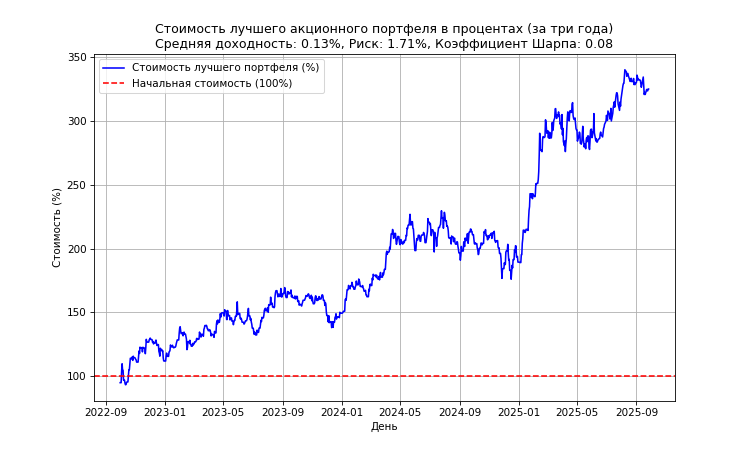 Стоимость лучшего акционного портфеля в процентах (за три года)
Средняя доходность: 0.13%, Риск: 1.71%, Коэффициент Шарпа: 0.08
Стоимость лучшего портфеля (%)
Начальная стоимость (100%)
Стоимость (%)
350
300
250
200
150
100
2022-09 2023-01 2023-05 2023-09 2024-01 2024-05 2024-09 2025-01 2025-05 2025-09
День